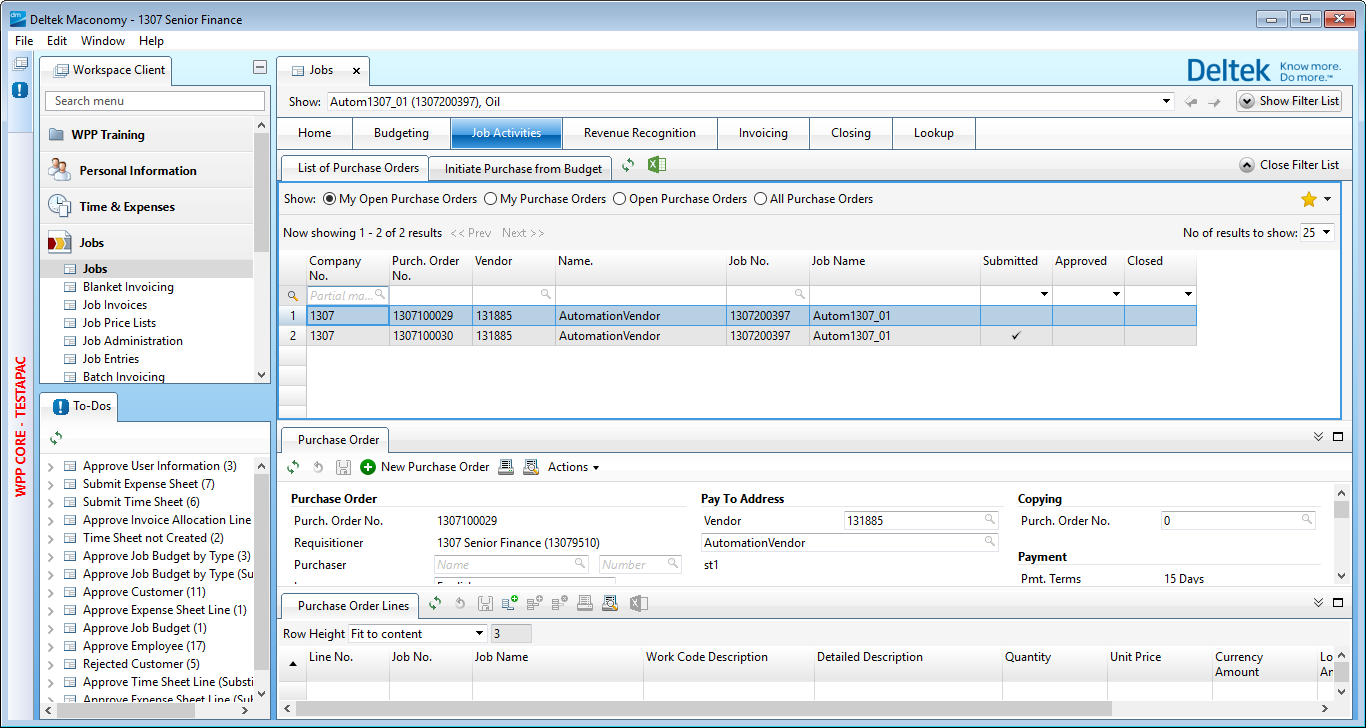 Deltek Maconomy - 1307 Senior Finance
File Edit Window Help
Workspace Client
Search menu
WPP Training
Personal Information
Time & Expenses
Jobs
Jobs
Blanket Invoicing
Job Invoices
Job Price Lists
Job Administration
Job Entries
Batch Invoicing
WPP CORE - TESTAPAC
To-Dos
Approve User Information (3)
Submit Expense Sheet (7)
Submit Time Sheet (6)
Approve Invoice Allocation Line
Time Sheet not Created (2)
Approve Job Budget by Type (3)
Approve Job Budget by Type (Su
Approve Customer (11)
Approve Expense Sheet Line (1)
Approve Job Budget (1)
Approve Employee (17)
Rejected Customer (5)
Approve Time Sheet Line (Substi
Approve Expense Sheet Line (Sul
Jobs
Deltek Know more.
Do more.™
Show: Autom1307_01 (1307200397), Oil Show Filter List
Home Budgeting Job Activities Revenue Recognition Invoicing Closing Lookup
List of Purchase Orders Initiate Purchase from Budget Close Filter List
Show: My Open Purchase Orders My Purchase Orders Open Purchase Orders All Purchase Orders
Now showing 1 - 2 of 2 results << Prev Next >> No of results to show: 25
Company No. Purch. Order No. Vendor Name. Job No. Job Name Submitted Approved Closed
Partial ma...
1 1307 1307100029 131885 AutomationVendor 1307200397 Autom1307_01
2 1307 1307100030 131885 AutomationVendor 1307200397 Autom1307_01 ✓
Purchase Order
New Purchase Order Actions
Purchase Order Pay To Address Copying
Purch. Order No. 1307100029 Vendor 131885 Purch. Order No. 0
Requisitioner 1307 Senior Finance (13079510) AutomationVendor
Payment
Purchaser Name Number st1
Pmt. Terms 15 Days
Purchase Order Lines
Row Height Fit to content 3
Line No. Job No. Job Name Work Code Description Detailed Description Quantity Unit Price Currency Amount Lo